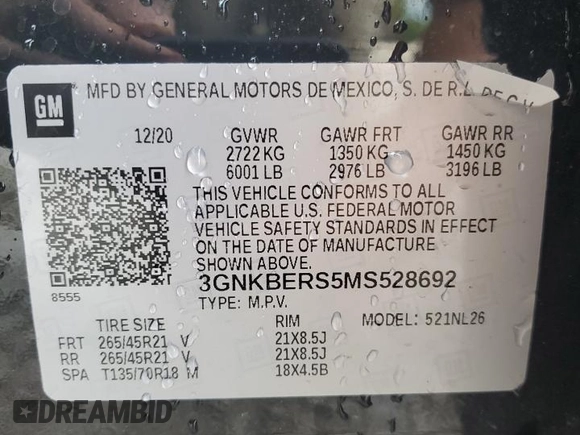 GM
MFD BY GENERAL MOTORS DE MEXICO, S. DE R.L. DE C.V.
12/20 GVWR GAWR FRT GAWR RR
2722 KG 1350 KG 1450 KG
6001 LB 2976 LB 3196 LB
THIS VEHICLE CONFORMS TO ALL
APPLICABLE U.S. FEDERAL MOTOR
VEHICLE SAFETY STANDARDS IN EFFECT
ON THE DATE OF MANUFACTURE
SHOWN ABOVE.
8555
3GNKBERS5MS528692
TYPE: M.P.V.
TIRE SIZE RIM MODEL: 521NL26
FRT 265/45R21 V 21X8.5J
RR 265/45R21 V 21X8.5J
SPA T135/70R18 M 18X4.5B
DREAMBID